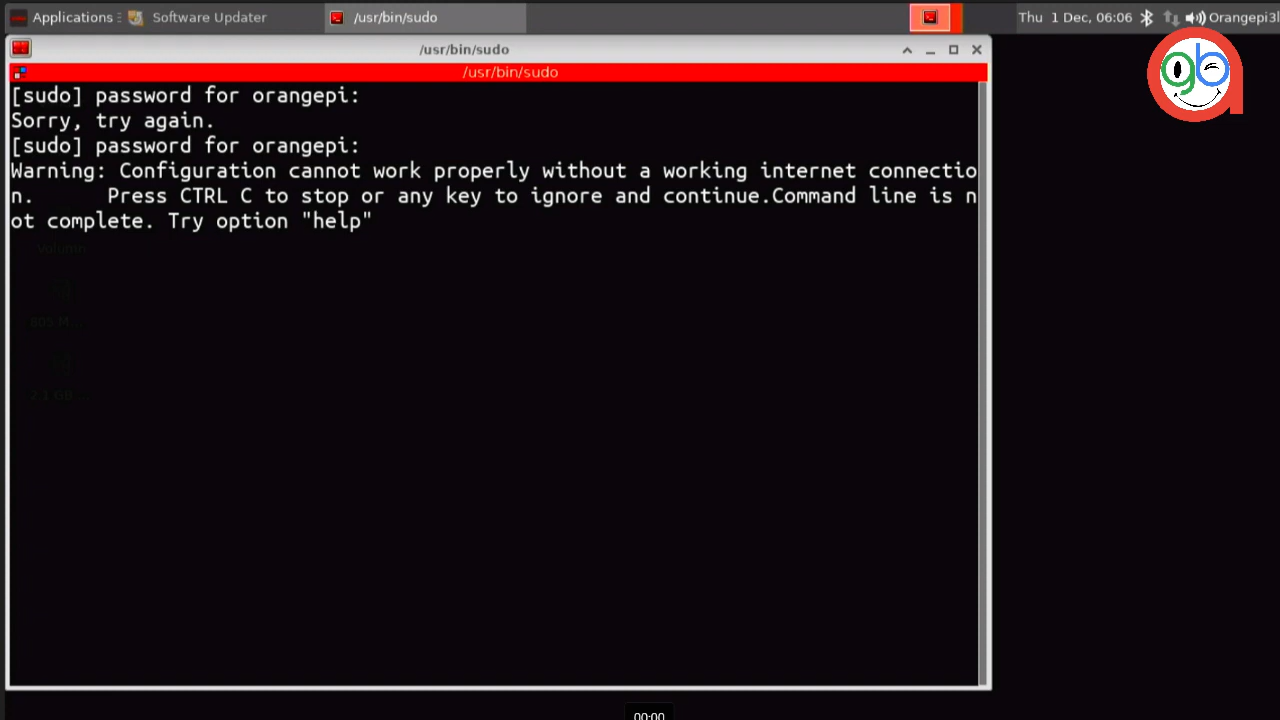 Applications
Software Updater
/usr/bin/sudo
Thu 1 Dec, 06:06
Orangepi3l
/usr/bin/sudo
/usr/bin/sudo
[sudo] password for orangepi:
Sorry, try again.
[sudo] password for orangepi:
Warning: Configuration cannot work properly without a working internet connectio
n.      Press CTRL C to stop or any key to ignore and continue.Command line is n
ot complete. Try option "help"
gb
00:00